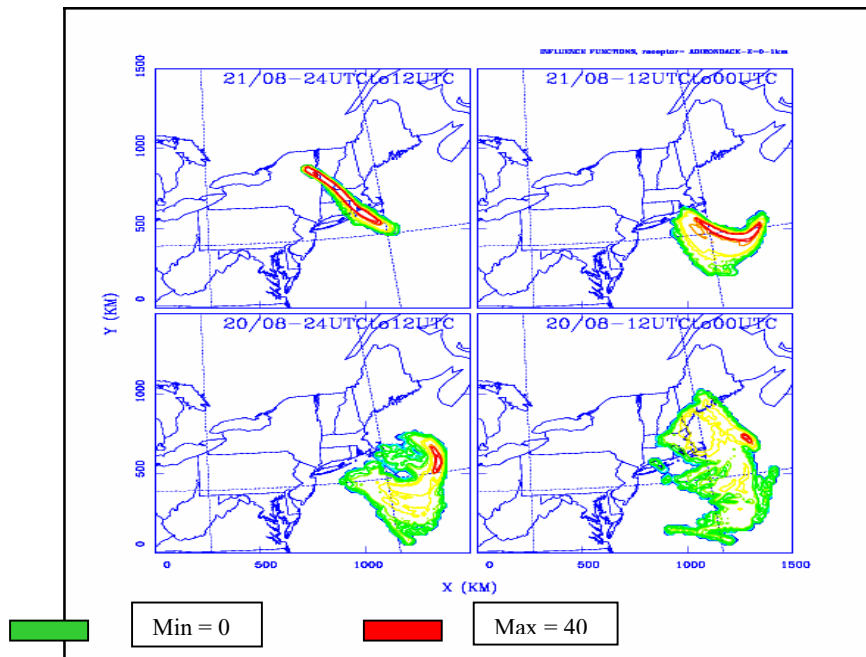 INFLUENCE FUNCTIONS, receptor- ADIRONDACK-Z-0-1km
1500
21/08-24UTCto12UTC
21/08-12UTCto00UTC
1000
500
0
Y (KM)
20/08-24UTCto12UTC
20/08-12UTCto00UTC
1000
500
0
0
500
1000
0
500
1000
1500
X (KM)
Min = 0
Max = 40